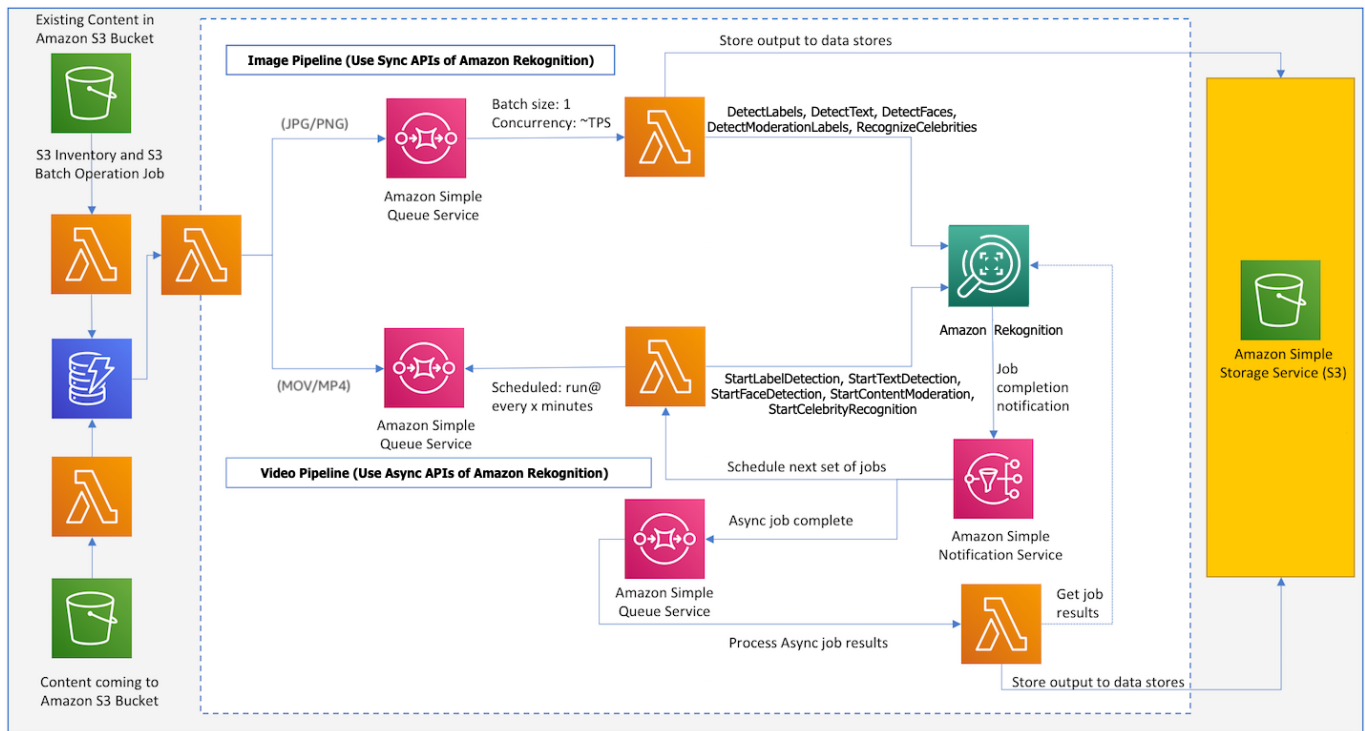 Existing Content in
Amazon S3 Bucket
S3 Inventory and S3
Batch Operation Job
Content coming to
Amazon S3 Bucket
Image Pipeline (Use Sync APIs of Amazon Rekognition)
Store output to data stores
(JPG/PNG)
Batch size: 1
Concurrency: ~TPS
DetectLabels, DetectText, DetectFaces,
DetectModerationLabels, RecognizeCelebrities
Amazon Simple
Queue Service
Amazon Rekognition
(MOV/MP4)
Scheduled: run@
every x minutes
StartLabelDetection, StartTextDetection,
StartFaceDetection, StartContentModeration,
StartCelebrityRecognition
Job
completion
notification
Amazon Simple
Queue Service
Video Pipeline (Use Async APIs of Amazon Rekognition)
Schedule next set of jobs
Async job complete
Amazon Simple
Notification Service
Amazon Simple
Queue Service
Get job
results
Process Async job results
Store output to data stores
Amazon Simple
Storage Service (S3)